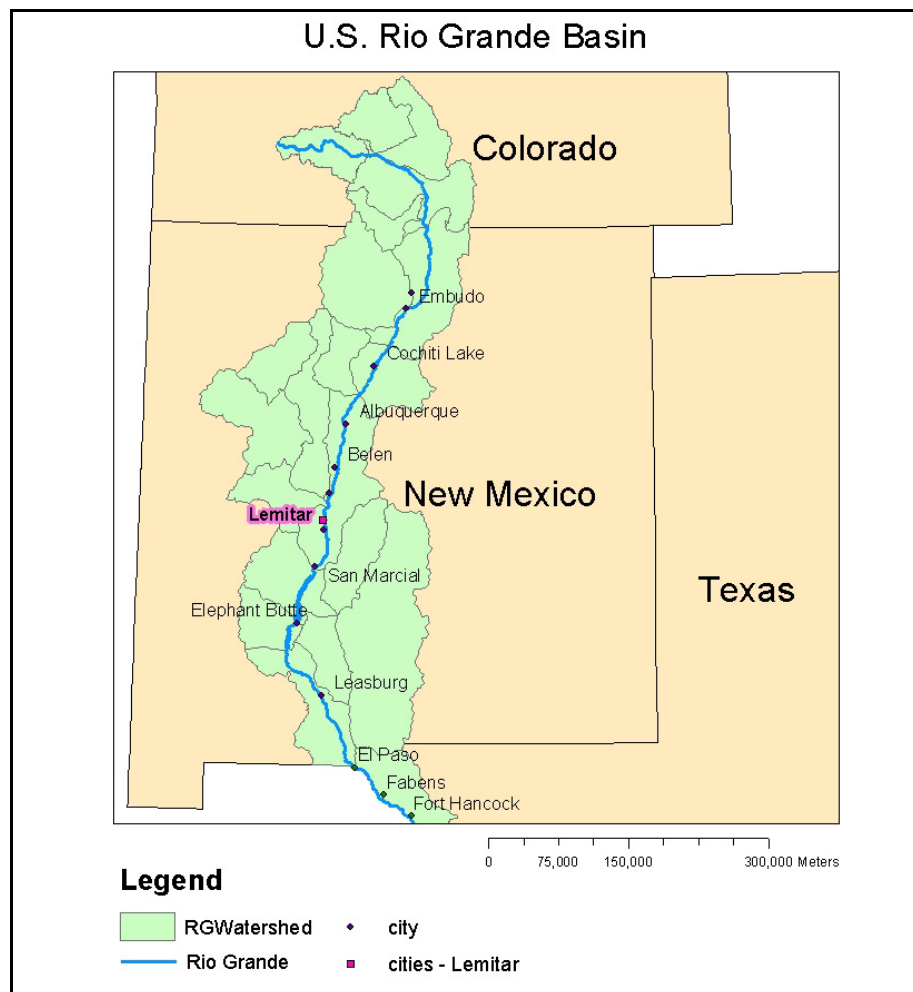 U.S. Rio Grande Basin
Colorado
Embudo
Cochiti Lake
Albuquerque
Belen
New Mexico
Lemitar
San Marcial
Texas
Elephant Butte
Leasburg
El Paso
Fabens
Fort Hancock
0 75,000 150,000 300,000 Meters
Legend
RGWatershed city
Rio Grande cities - Lemitar